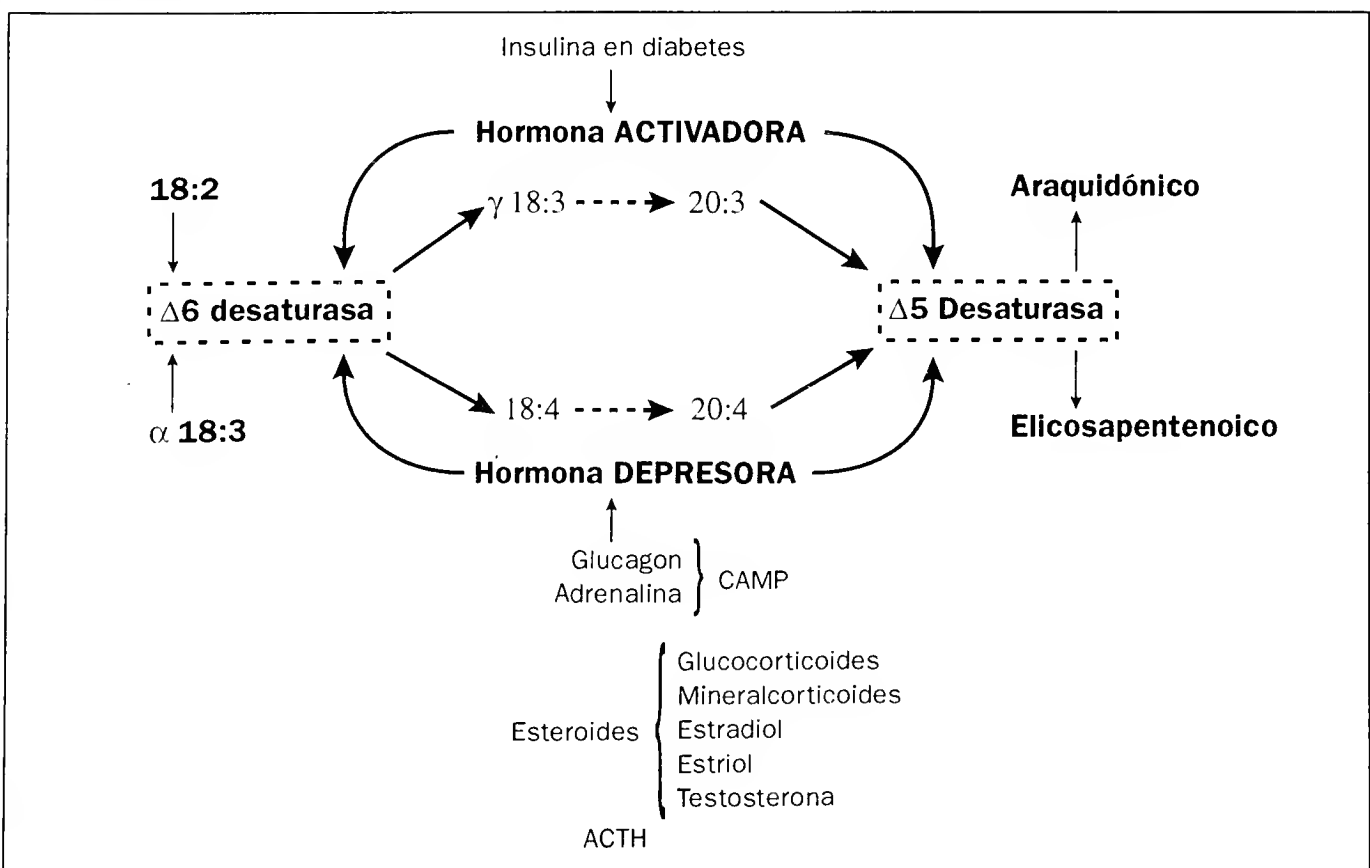 Insulina en diabetes
Hormona ACTIVADORA
18:2
γ 18:3
20:3
Araquidónico
Δ6 desaturasa
Δ5 Desaturasa
α 18:3
18:4
20:4
Elicosapentenoico
Hormona DEPRESORA
Glucagon
Adrenalina
CAMP
Esteroides
Glucocorticoides
Mineralcorticoides
Estradiol
Estriol
Testosterona
ACTH